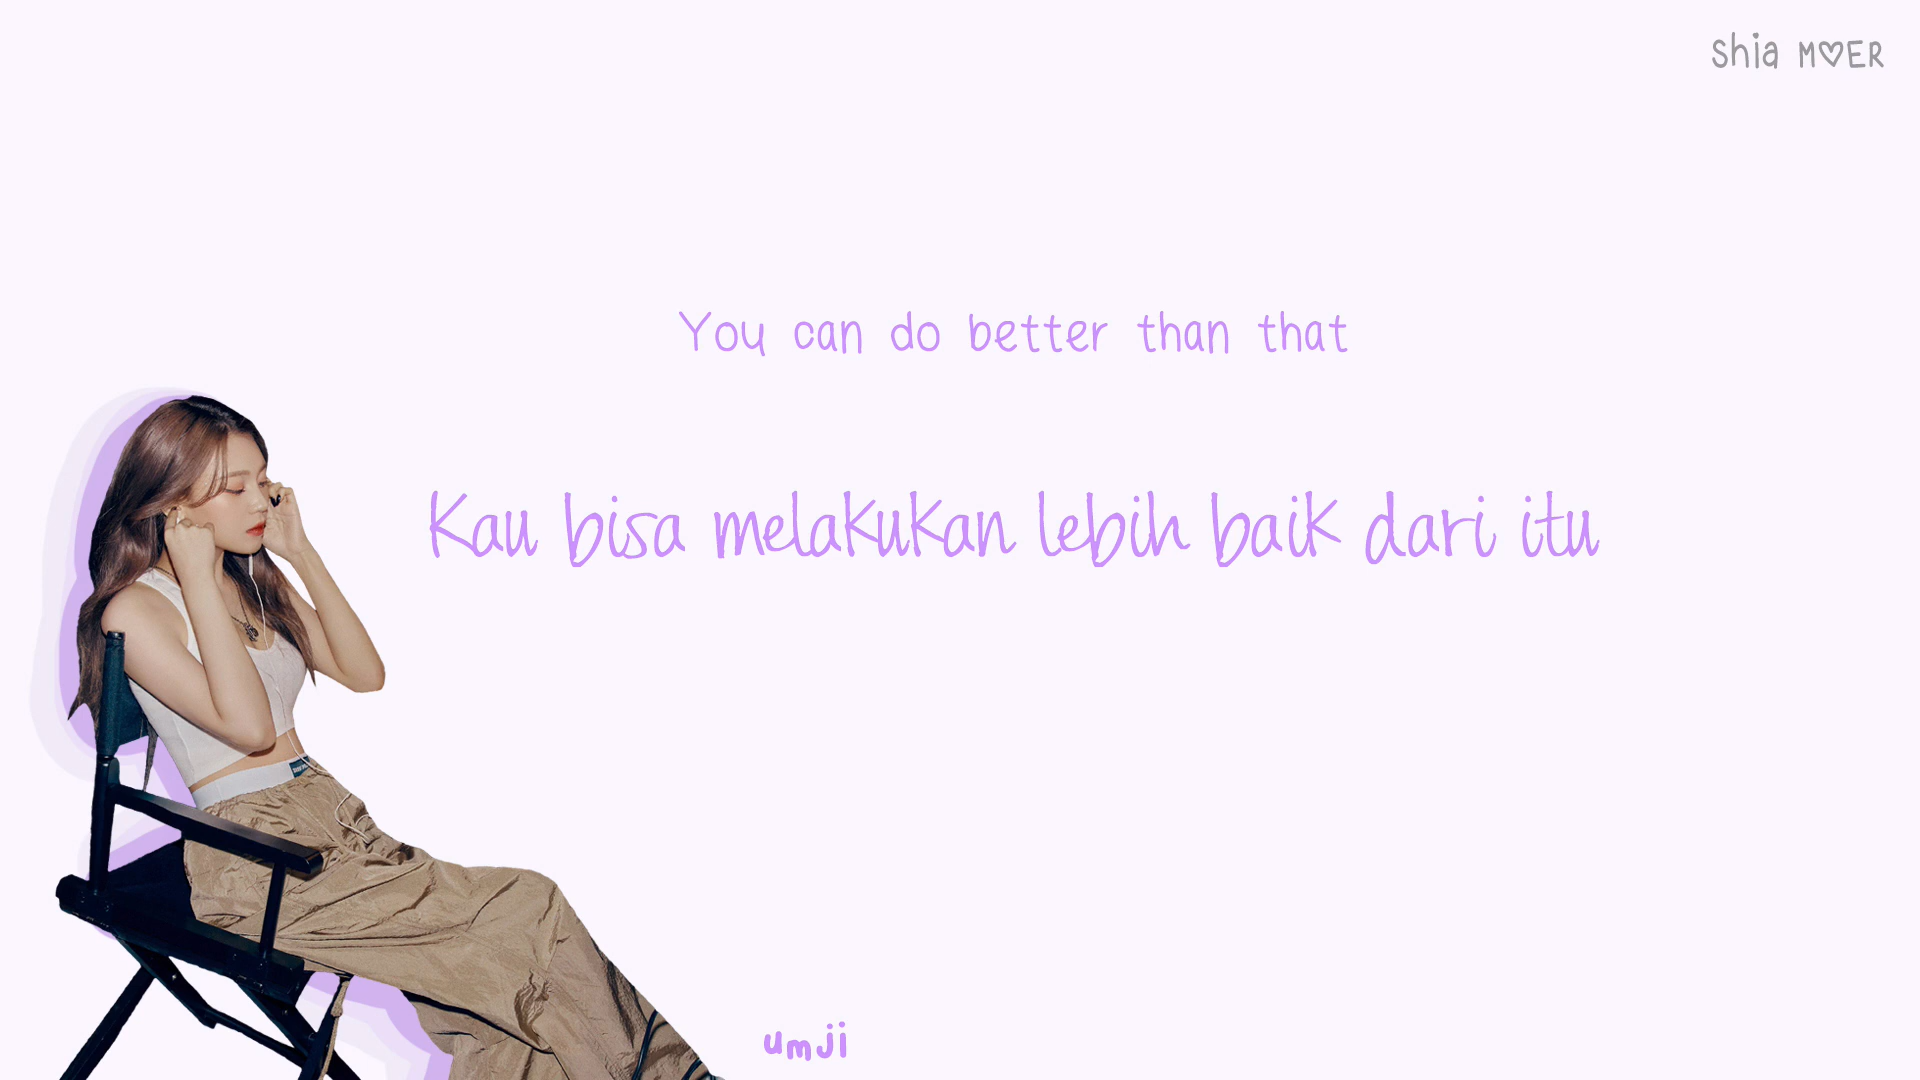 Shia M♡ER
You can do better than that
Kau bisa melakukan lebih baik dari itu
umji